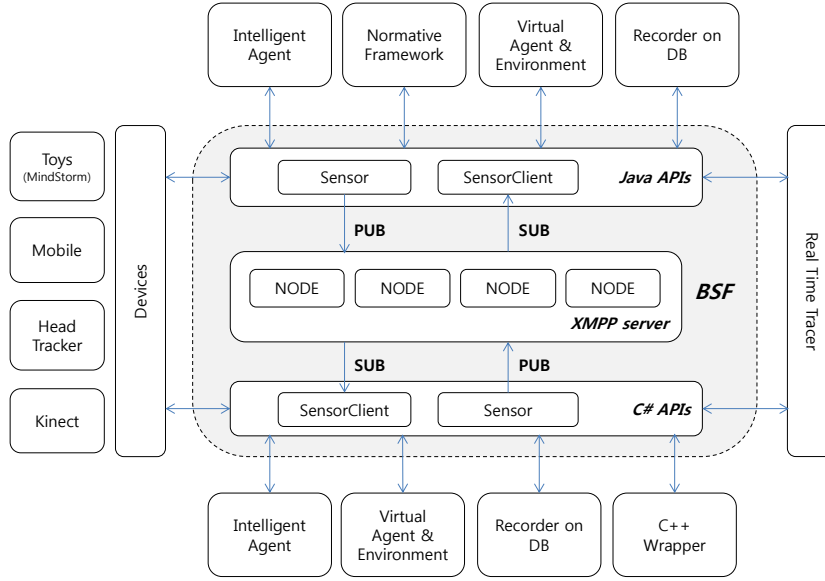 Intelligent
Agent
Normative
Framework
Virtual
Agent &
Environment
Recorder on
DB
Toys
(MindStorm)
Mobile
Head
Tracker
Kinect
Devices
Sensor
SensorClient
Java APIs
PUB
SUB
NODE
NODE
NODE
NODE
XMPP server
BSF
SUB
PUB
SensorClient
Sensor
C# APIs
Real Time Tracer
Intelligent
Agent
Virtual
Agent &
Environment
Recorder on
DB
C++
Wrapper